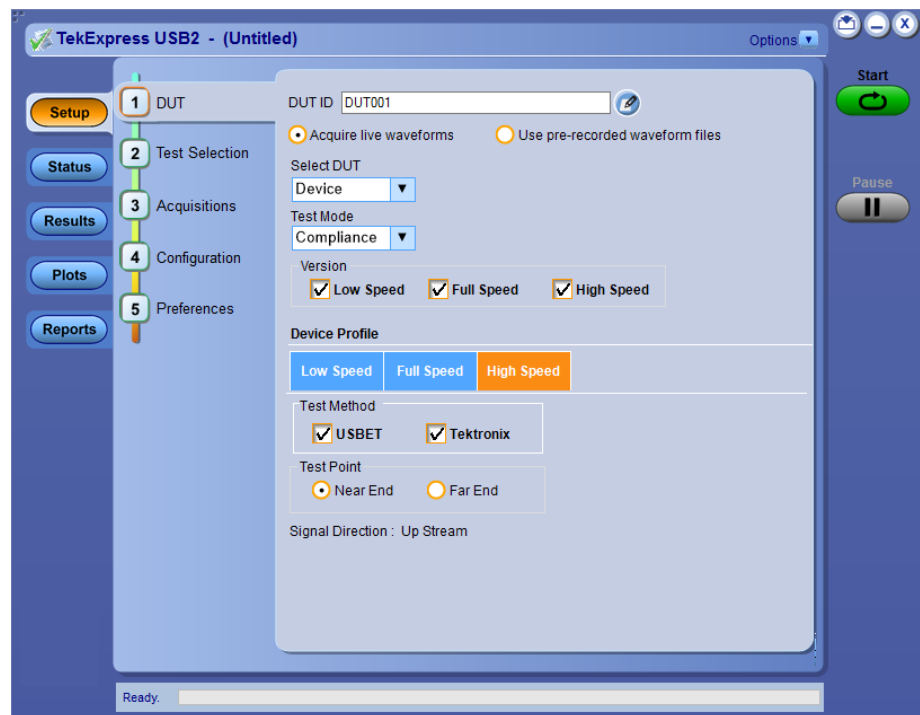 TekExpress USB2 - (Untitled)
Options
Start
Pause
Setup
Status
Results
Plots
Reports
1 DUT
2 Test Selection
3 Acquisitions
4 Configuration
5 Preferences
DUT ID DUT001
Acquire live waveforms Use pre-recorded waveform files
Select DUT
Device
Test Mode
Compliance
Version
Low Speed Full Speed High Speed
Device Profile
Low Speed Full Speed High Speed
Test Method
USBET Tektronix
Test Point
Near End Far End
Signal Direction : Up Stream
Ready.